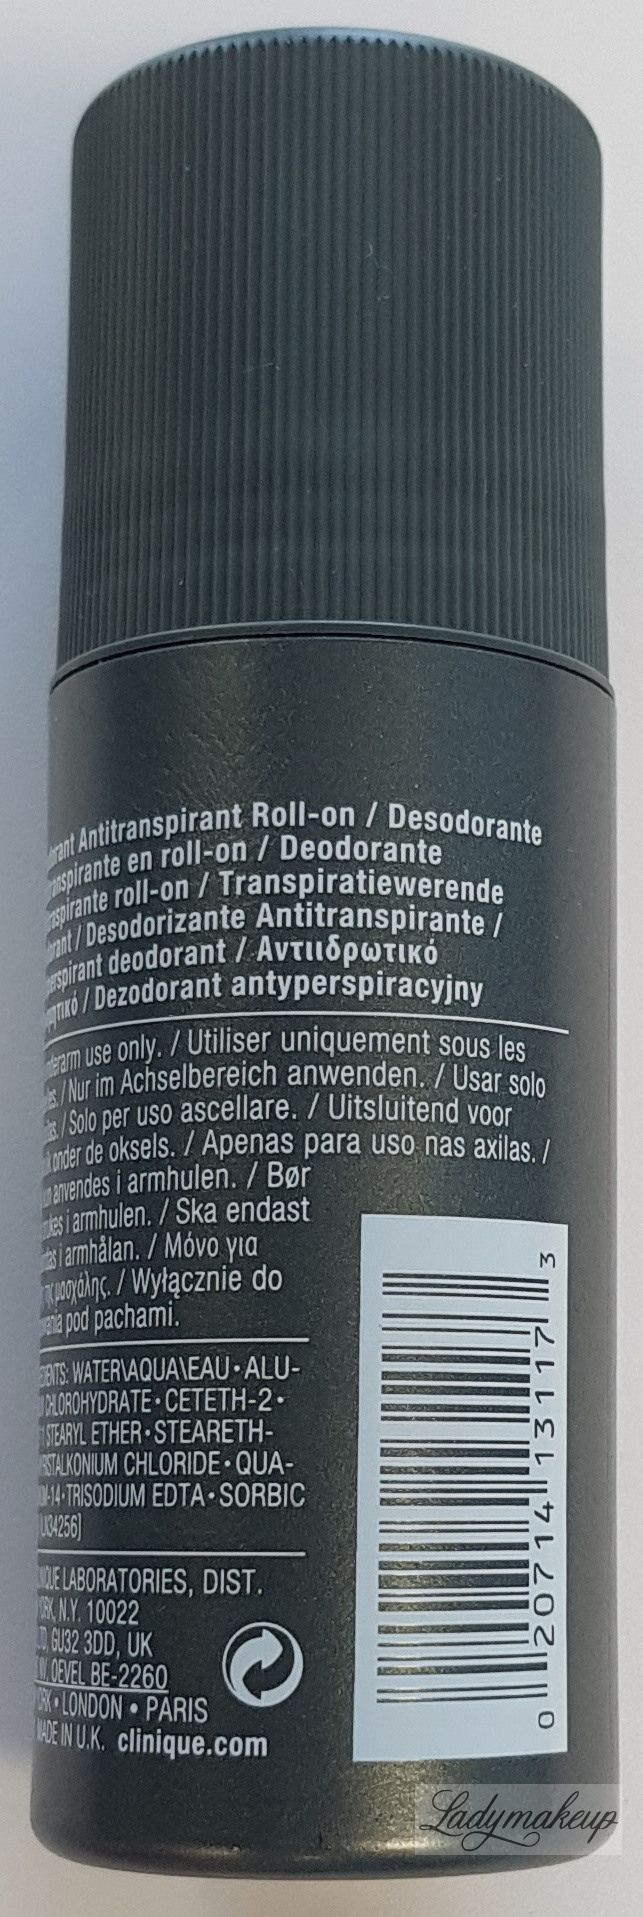 Antitranspirant Roll-on / Desodorante
en roll-on / Deodorante
roll-on / Transpiratiewerende
/ Desodorizante Antitranspirante /
deodorant / Αντιιδρωτικό
/ Dezodorant antyperspiracyjny
use only. / Utiliser uniquement sous les
/ Nur im Achselbereich anwenden. / Usar solo
/ Solo per uso ascellare. / Uitsluitend voor
onder de oksels. / Apenas para uso nas axilas. /
anvendes i armhulen. / Bør
i armhulen. / Ska endast
i armhålan. / Μόνο για
της μασχάλης. / Wyłącznie do
pod pachami.
WATER\AQUA\EAU • ALU-
CHLOROHYDRATE • CETETH-2 •
STEARYL ETHER • STEARETH-
CHLORIDE • QUA-
-14 • TRISODIUM EDTA • SORBIC
LABORATORIES, DIST.
N.Y. 10022
GU32 3DD, UK
OEVEL BE-2260
• LONDON • PARIS
MADE IN U.K. clinique.com
0 20714 13117 3
Ladymakeup